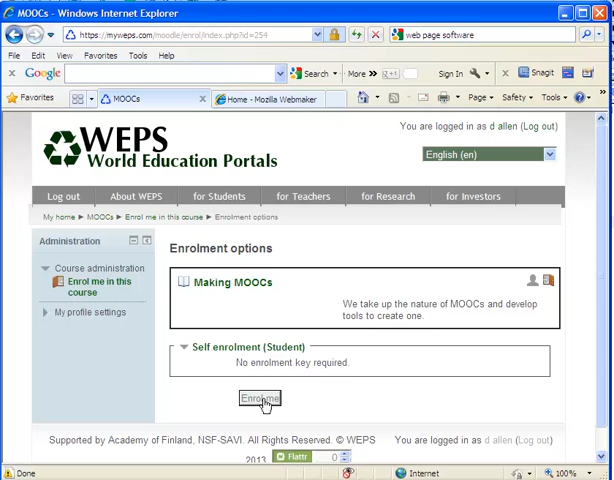 MOOCs - Windows Internet Explorer
https://myweps.com/moodle/enrol/index.php?id=254
web page software
File Edit View Favorites Tools Help
Google Search More >> Sign In Snagit
Favorites MOOCs Home - Mozilla Webmaker Page Safety Tools
You are logged in as d allen (Log out)
WEPS
World Education Portals
English (en)
Log out About WEPS for Students for Teachers for Research for Investors
My home ► MOOCs ► Enrol me in this course ► Enrolment options
Administration
Enrolment options
Course administration
Enrol me in this
course
My profile settings
Making MOOCs
We take up the nature of MOOCs and develop
tools to create one.
Self enrolment (Student)
No enrolment key required.
Enrol me
Supported by Academy of Finland, NSF-SAVI. All Rights Reserved. © WEPS
2013
You are logged in as d allen (Log out)
Flattr 0
Done Internet 100%